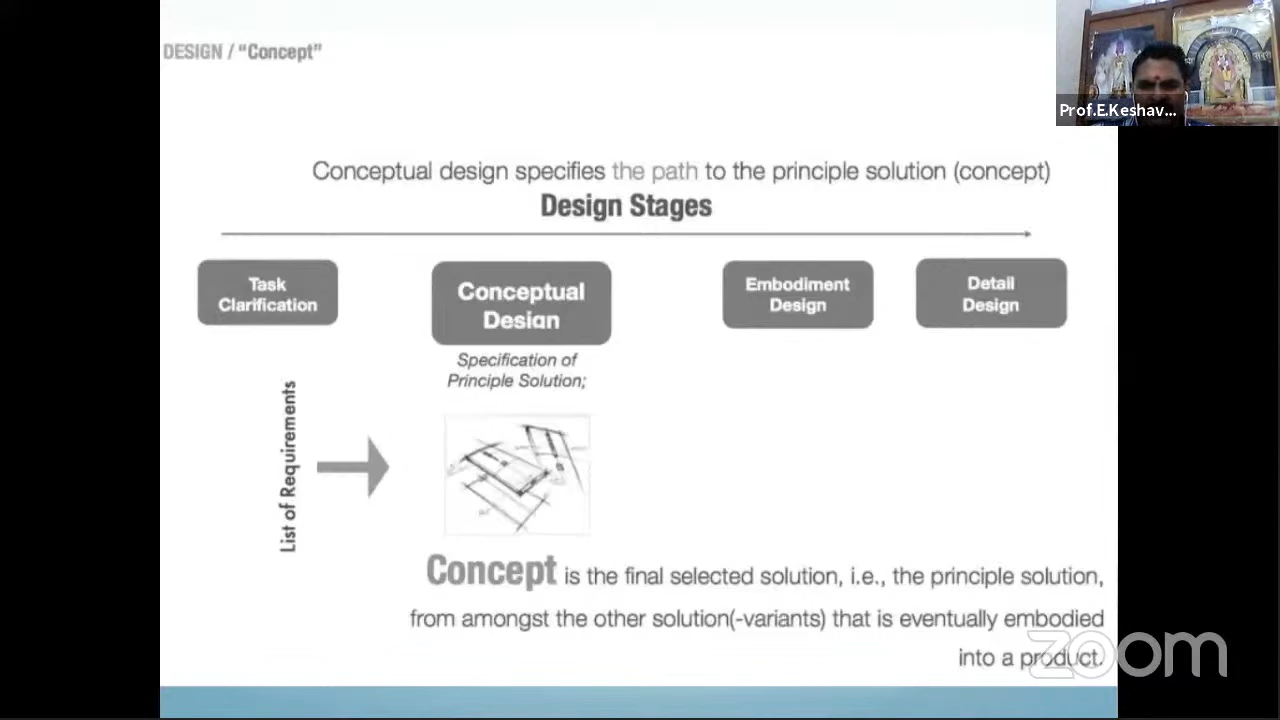 DESIGN / “Concept”
Prof.E.Keshav...
Conceptual design specifies the path to the principle solution (concept)
Design Stages
Task
Clarification
Conceptual
Design
Embodiment
Design
Detail
Design
Specification of
Principle Solution;
List of Requirements
Concept is the final selected solution, i.e., the principle solution,
from amongst the other solution(-variants) that is eventually embodied
into a product.
zoom